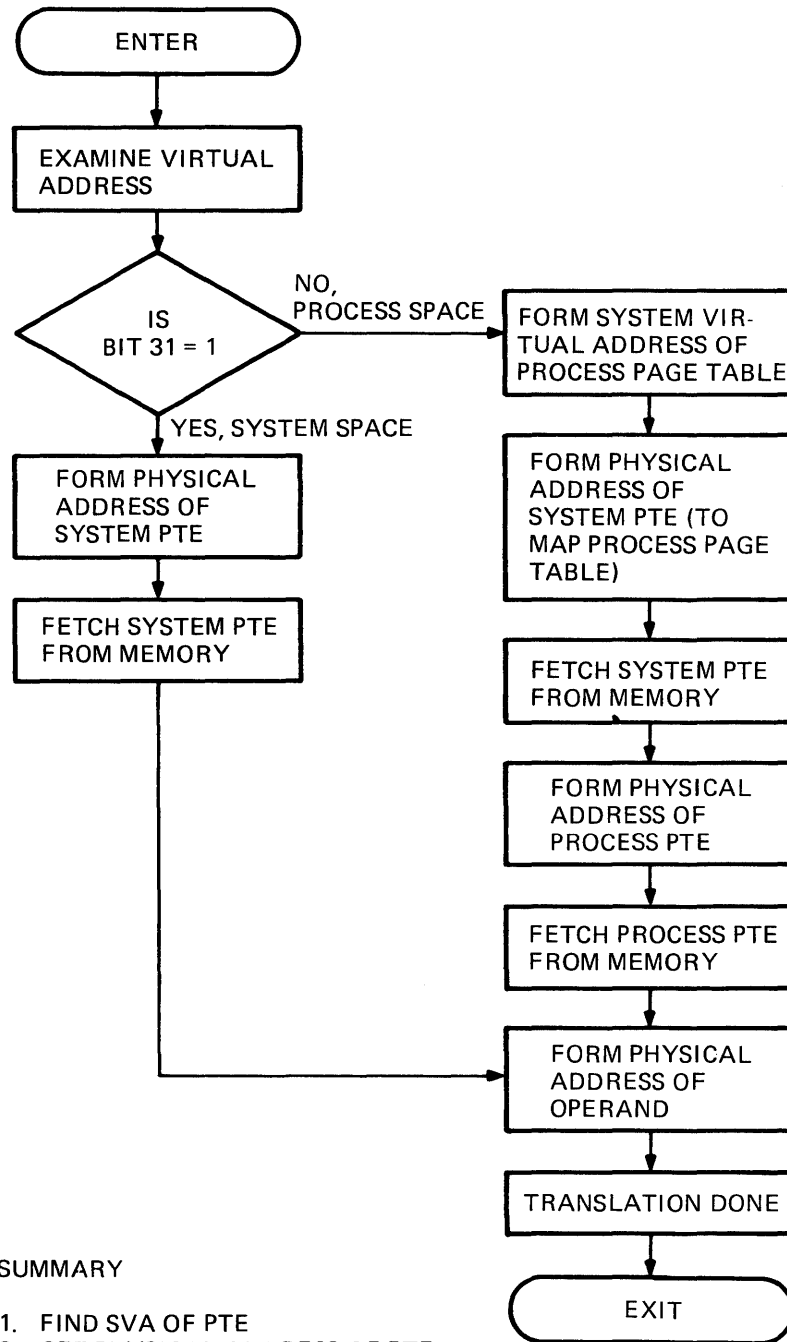 ENTER
EXAMINE VIRTUAL
ADDRESS
IS
BIT 31 = 1
NO,
PROCESS SPACE
YES, SYSTEM SPACE
FORM PHYSICAL
ADDRESS OF
SYSTEM PTE
FETCH SYSTEM PTE
FROM MEMORY
FORM SYSTEM VIR-
TUAL ADDRESS OF
PROCESS PAGE TABLE
FORM PHYSICAL
ADDRESS OF
SYSTEM PTE (TO
MAP PROCESS PAGE
TABLE)
FETCH SYSTEM PTE
FROM MEMORY
FORM PHYSICAL
ADDRESS OF
PROCESS PTE
FETCH PROCESS PTE
FROM MEMORY
FORM PHYSICAL
ADDRESS OF
OPERAND
TRANSLATION DONE
EXIT
SUMMARY
1. FIND SVA OF PTE